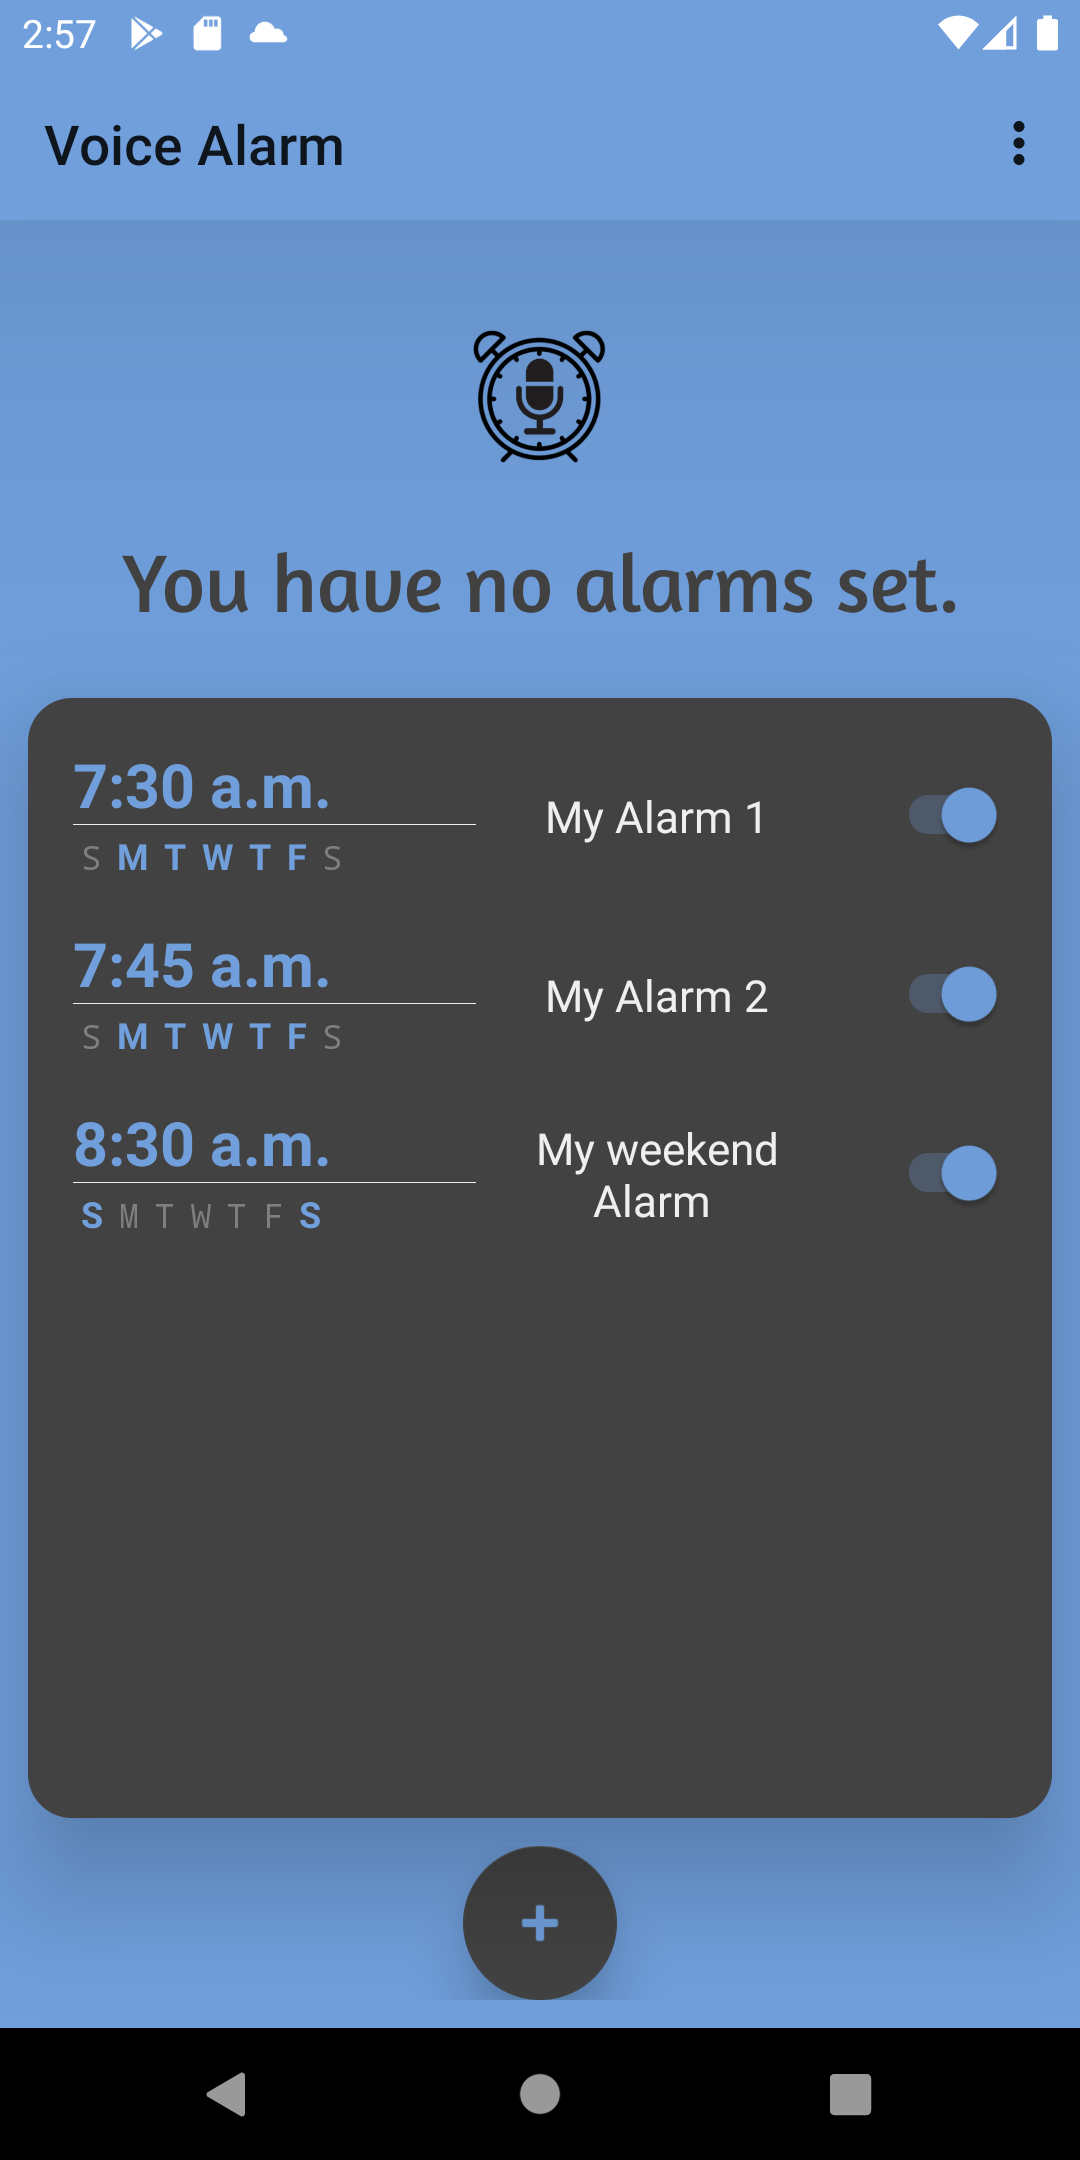 2:57
Voice Alarm
You have no alarms set.
7:30 a.m.
S M T W T F S
My Alarm 1
7:45 a.m.
S M T W T F S
My Alarm 2
8:30 a.m.
S M T W T F S
My weekend
Alarm